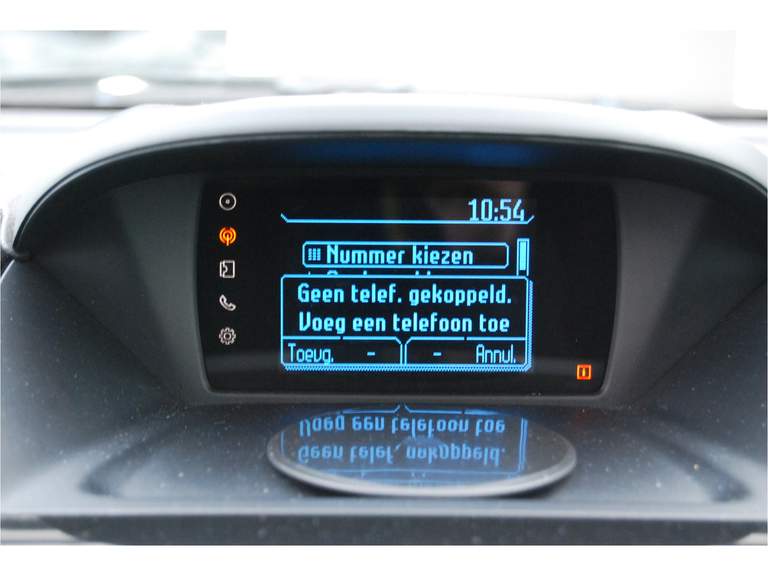 10:54
Nummer kiezen
Geen telef. gekoppeld.
Voeg een telefoon toe
Toevg. - - Annul.